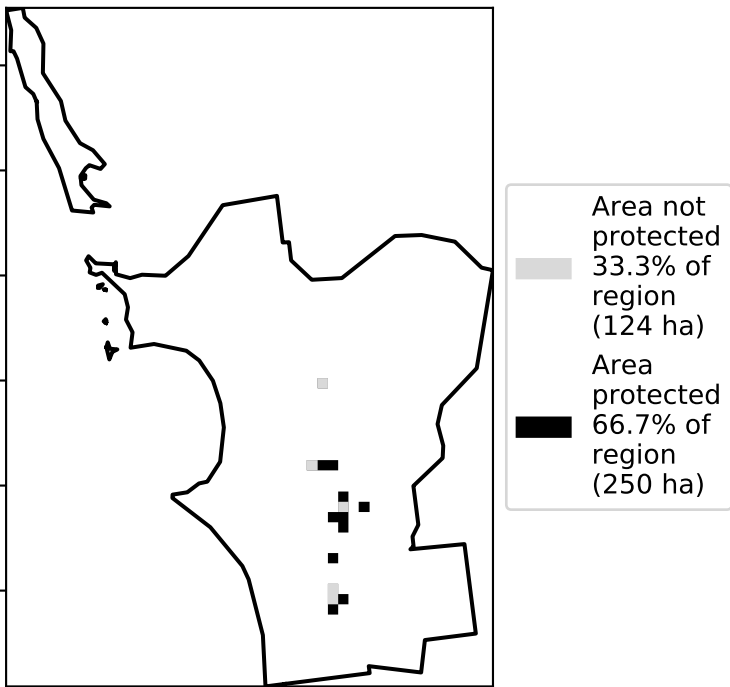 Area not
protected
33.3% of
region
(124 ha)
Area
protected
66.7% of
region
(250 ha)